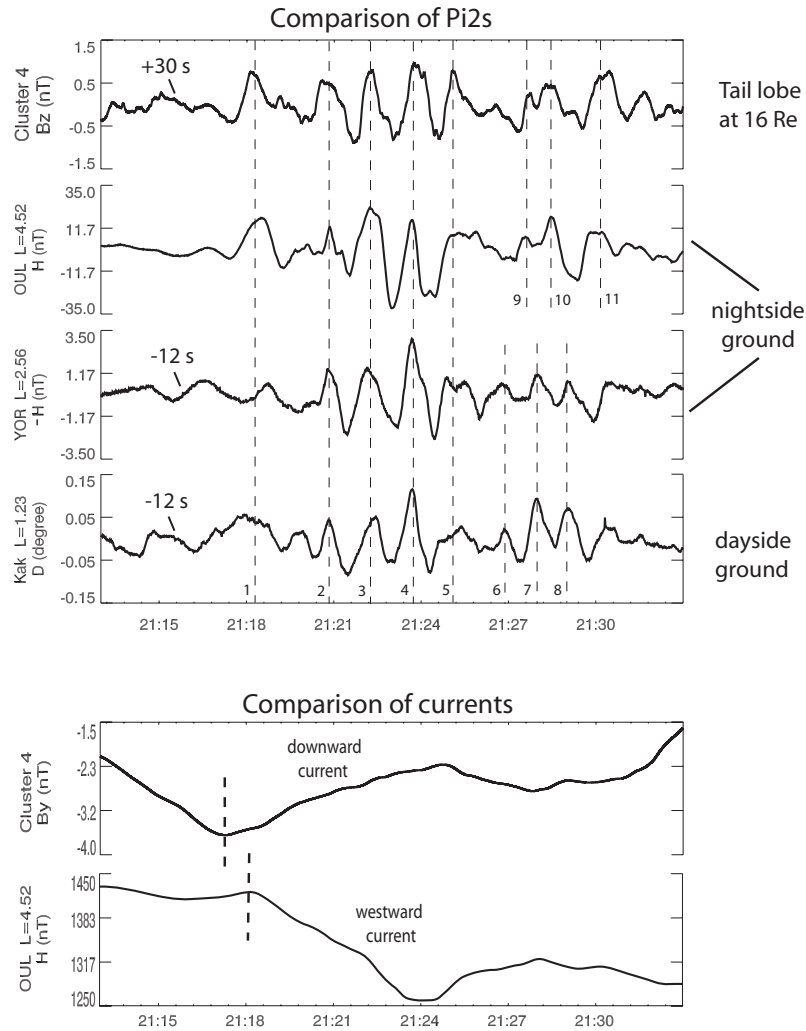 Comparison of Pi2s
Cluster 4
Bz (nT)
1.5
0.5
-0.5
-1.5
+30 s
Tail lobe
at 16 Re
OUL L=4.52
H (nT)
35.0
11.7
-11.7
-35.0
9
10
11
nightside
ground
YOR L=2.56
-H (nT)
3.50
1.17
-1.17
-3.50
-12 s
Kak L=1.23
D (degree)
0.15
0.05
-0.05
-0.15
-12 s
dayside
ground
1
2
3
4
5
6
7
8
21:15
21:18
21:21
21:24
21:27
21:30
Comparison of currents
Cluster 4
By (nT)
-1.5
-2.3
-3.2
-4.0
downward
current
OUL L=4.52
H (nT)
1450
1383
1317
1250
westward
current
21:15
21:18
21:21
21:24
21:27
21:30